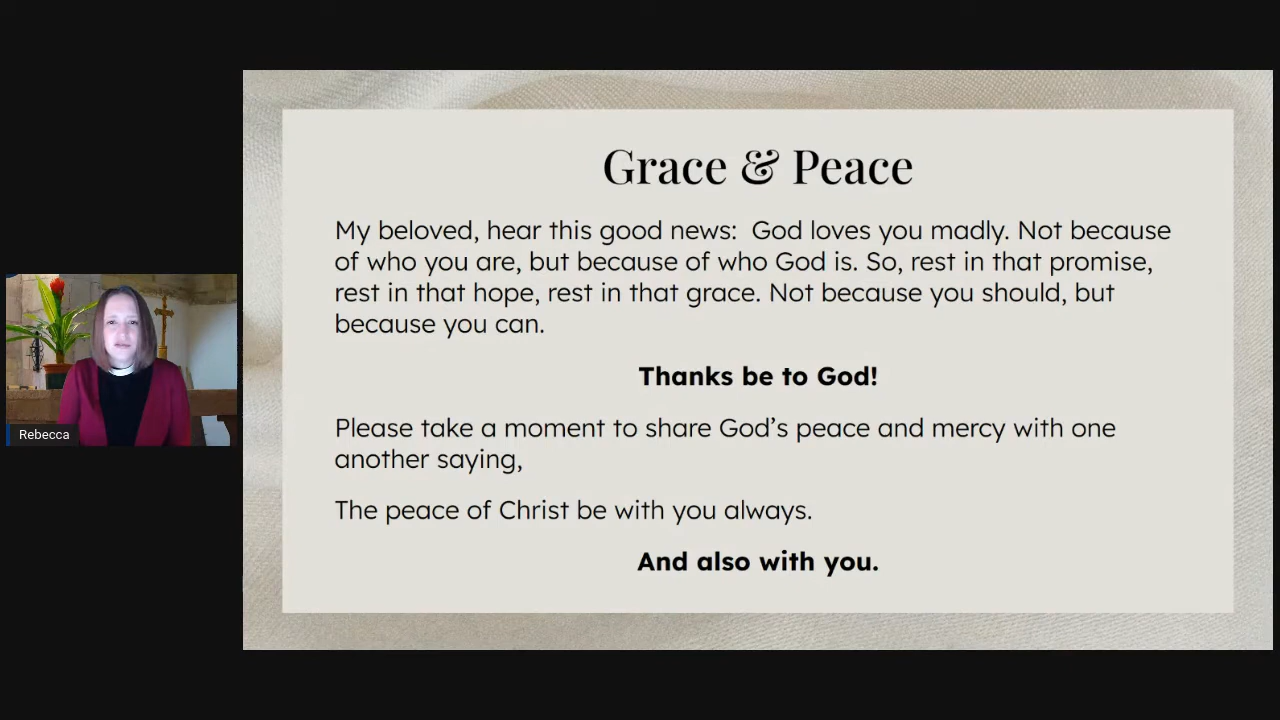 Grace & Peace
My beloved, hear this good news:  God loves you madly. Not because
of who you are, but because of who God is. So, rest in that promise,
rest in that hope, rest in that grace. Not because you should, but
because you can.
Thanks be to God!
Please take a moment to share God’s peace and mercy with one
another saying,
The peace of Christ be with you always.
And also with you.
Rebecca